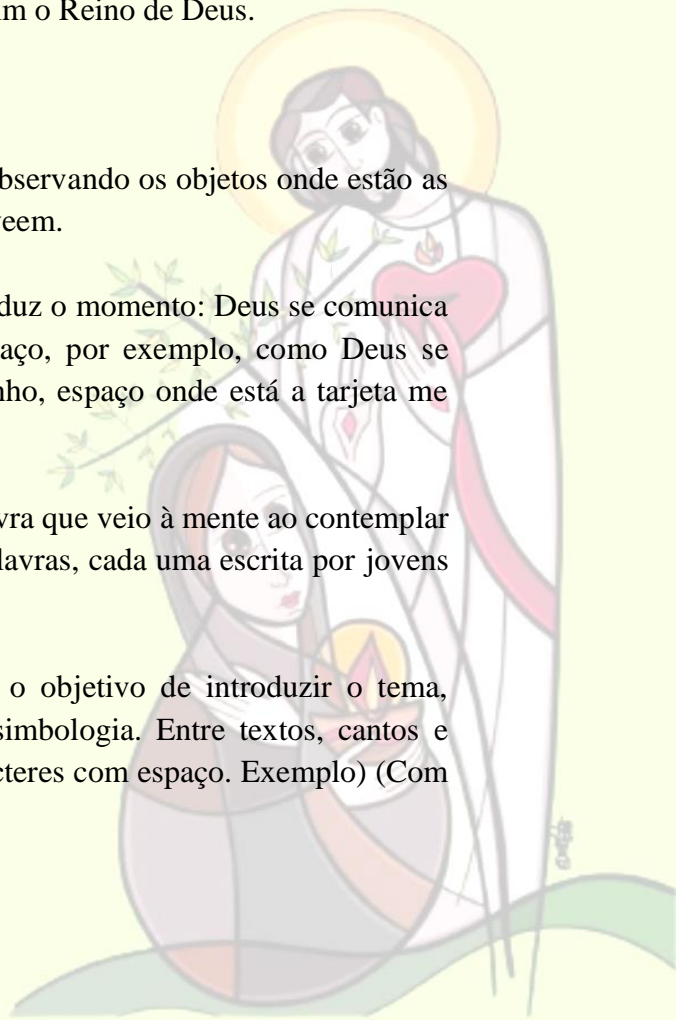 m o Reino de Deus.
bservando os objetos onde estão as
eem.
duz o momento: Deus se comunica
aço, por exemplo, como Deus se
nho, espaço onde está a tarjeta me
vra que veio à mente ao contemplar
lavras, cada uma escrita por jovens
o objetivo de introduzir o tema,
simbologia. Entre textos, cantos e
cteres com espaço. Exemplo) (Com